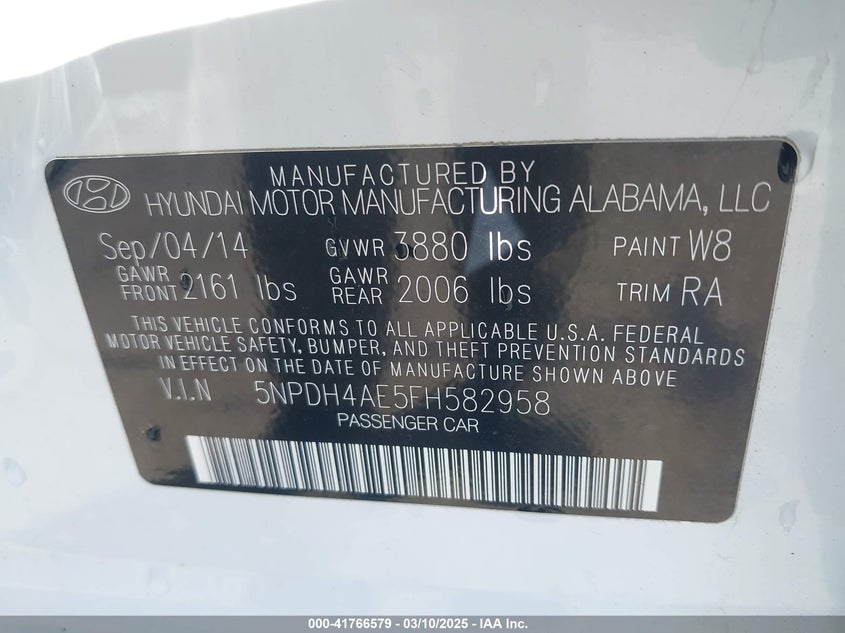 MANUFACTURED BY
HYUNDAI MOTOR MANUFACTURING ALABAMA, LLC
Sep/04/14 GVWR 3880 lbs PAINT W8
GAWR FRONT 2161 lbs GAWR REAR 2006 lbs TRIM RA
THIS VEHICLE CONFORMS TO ALL APPLICABLE U.S.A. FEDERAL
MOTOR VEHICLE SAFETY, BUMPER, AND THEFT PREVENTION STANDARDS
IN EFFECT ON THE DATE OF MANUFACTURE SHOWN ABOVE
V.I.N 5NPDH4AE5FH582958
PASSENGER CAR
000-41766579 / 03/10/2025 - IAA Inc.